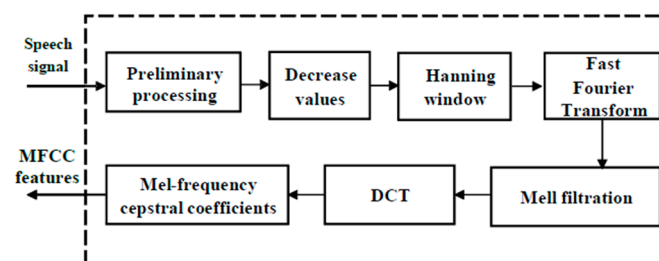 Speech
signal
Preliminary
processing
Decrease
values
Hanning
window
Fast
Fourier
Transform
MFCC
features
Mel-frequency
cepstral coefficients
DCT
Mell filtration